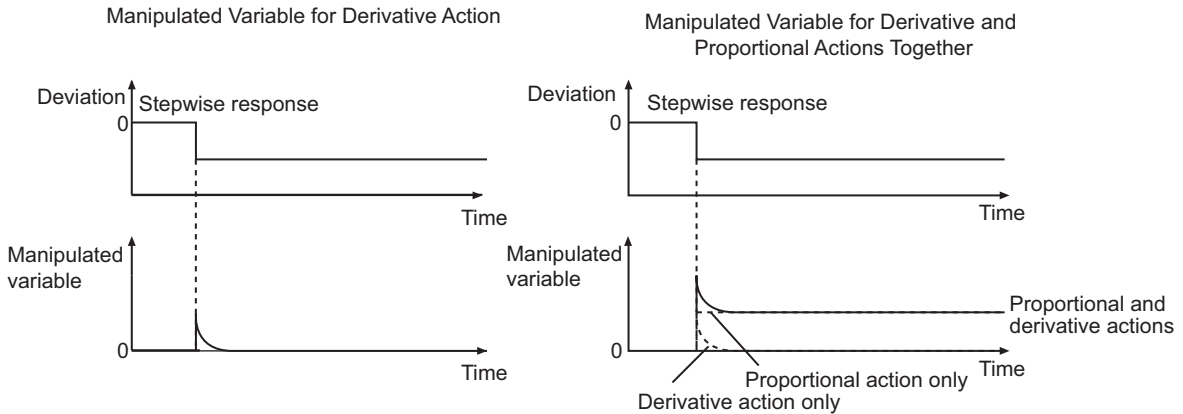 Manipulated Variable for Derivative Action
Deviation
Stepwise response
0
Time
Manipulated
variable
0
Time
Manipulated Variable for Derivative and
Proportional Actions Together
Deviation
Stepwise response
0
Time
Manipulated
variable
Proportional and
derivative actions
0
Time
Proportional action only
Derivative action only